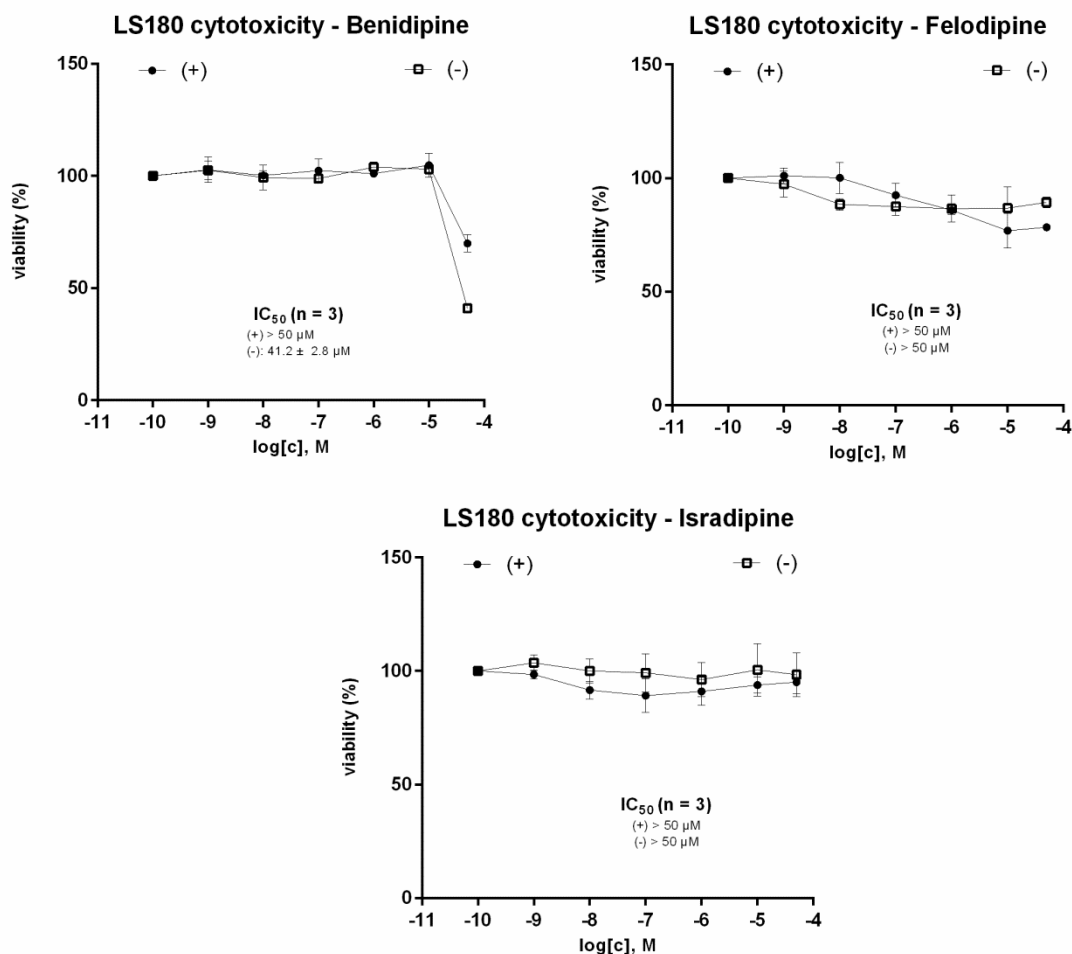 LS180 cytotoxicity - Benidipine
(+)
(-)
150
100
50
0
viability (%)
IC50 (n = 3)
(+) > 50 µM
(-): 41.2 ± 2.8 µM
-11 -10 -9 -8 -7 -6 -5 -4
log[c], M
LS180 cytotoxicity - Felodipine
(+)
(-)
150
100
50
0
viability (%)
IC50 (n = 3)
(+) > 50 µM
(-) > 50 µM
-11 -10 -9 -8 -7 -6 -5 -4
log[c], M
LS180 cytotoxicity - Isradipine
(+)
(-)
150
100
50
0
viability (%)
IC50 (n = 3)
(+) > 50 µM
(-) > 50 µM
-11 -10 -9 -8 -7 -6 -5 -4
log[c], M